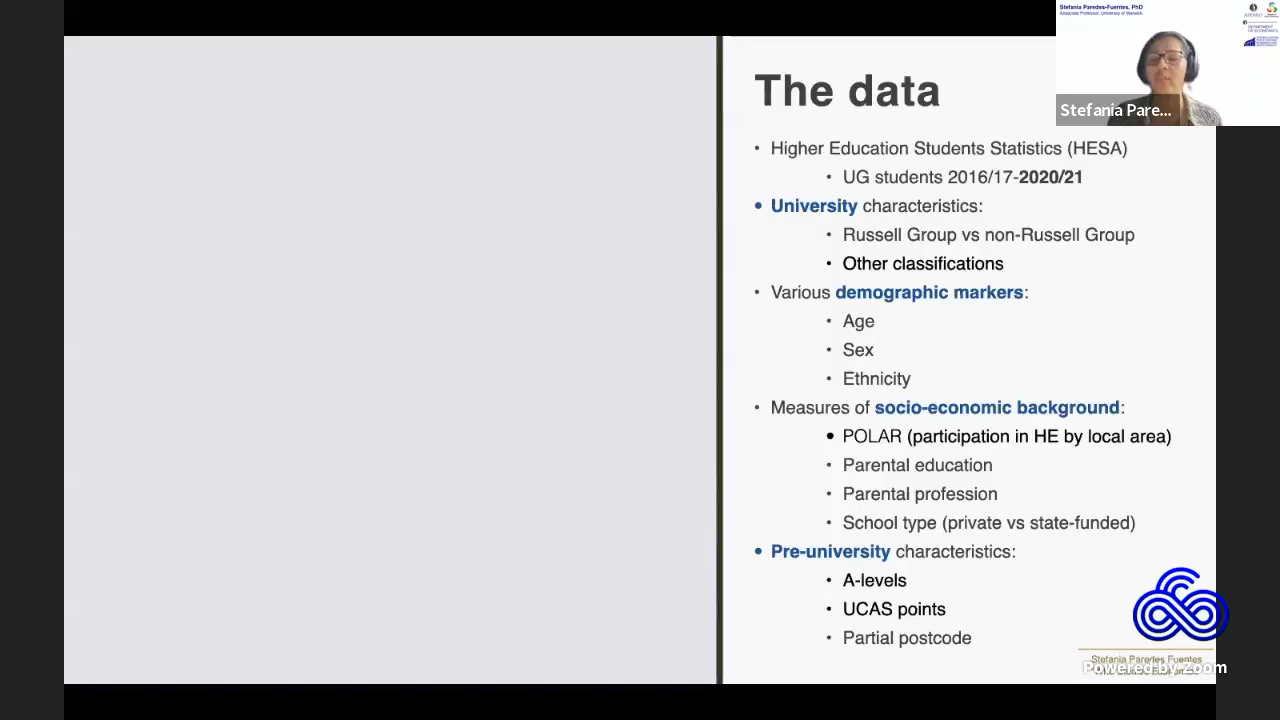 Stefania Paredes-Fuentes, PhD
Associate Professor, University of Warwick
Stefania Pare...
The data
• Higher Education Students Statistics (HESA)
• UG students 2016/17-2020/21
• University characteristics:
• Russell Group vs non-Russell Group
• Other classifications
• Various demographic markers:
• Age
• Sex
• Ethnicity
• Measures of socio-economic background:
• POLAR (participation in HE by local area)
• Parental education
• Parental profession
• School type (private vs state-funded)
• Pre-university characteristics:
• A-levels
• UCAS points
• Partial postcode
Stefania Paredes Fuentes
Powered by Zoom